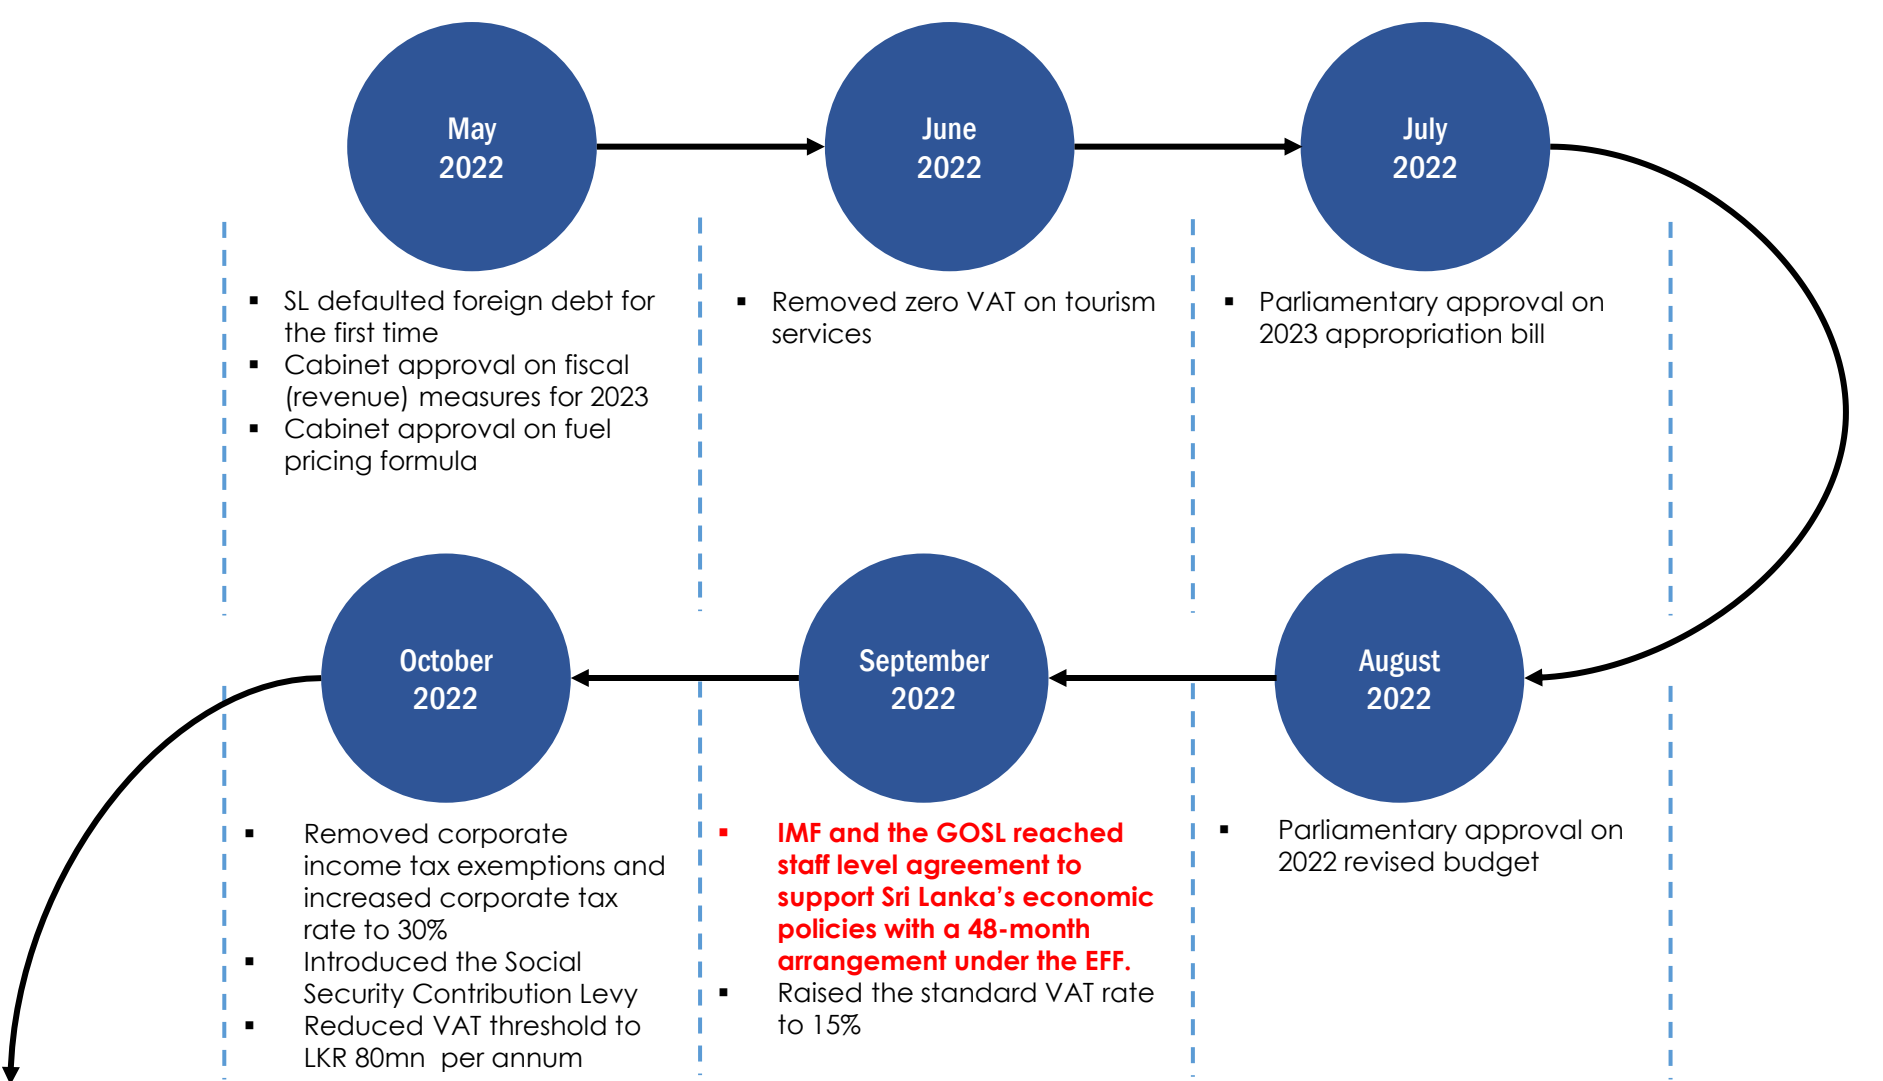 May
2022
June
2022
July
2022
▪ SL defaulted foreign debt for
the first time
▪ Cabinet approval on fiscal
(revenue) measures for 2023
▪ Cabinet approval on fuel
pricing formula
▪ Removed zero VAT on tourism
services
▪ Parliamentary approval on
2023 appropriation bill
August
2022
September
2022
October
2022
▪ Parliamentary approval on
2022 revised budget
▪ IMF and the GOSL reached
staff level agreement to
support Sri Lanka's economic
policies with a 48-month
arrangement under the EFF.
▪ Raised the standard VAT rate
to 15%
▪ Removed corporate
income tax exemptions and
increased corporate tax
rate to 30%
▪ Introduced the Social
Security Contribution Levy
▪ Reduced VAT threshold to
LKR 80mn per annum